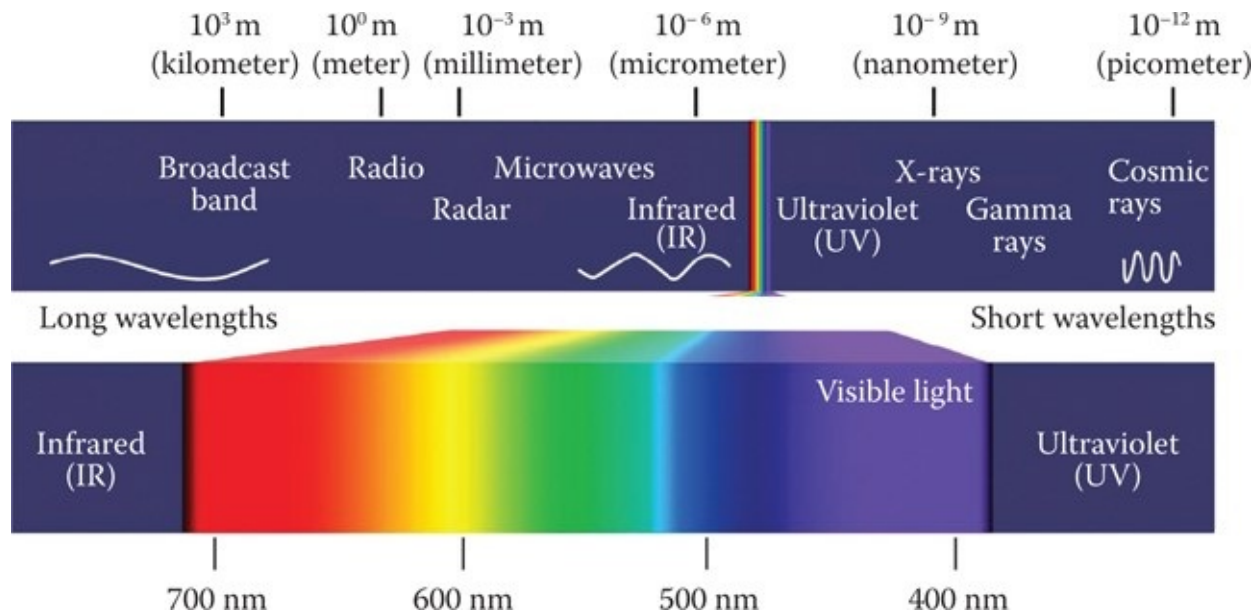 10³ m 10⁰ m 10⁻³ m 10⁻⁶ m 10⁻⁹ m 10⁻¹² m
(kilometer) (meter) (millimeter) (micrometer) (nanometer) (picometer)
Broadcast
band
Radio
Radar
Microwaves
Infrared
(IR)
Ultraviolet
(UV)
X-rays
Gamma
rays
Cosmic
rays
Long wavelengths
Short wavelengths
Infrared
(IR)
Visible light
Ultraviolet
(UV)
700 nm 600 nm 500 nm 400 nm